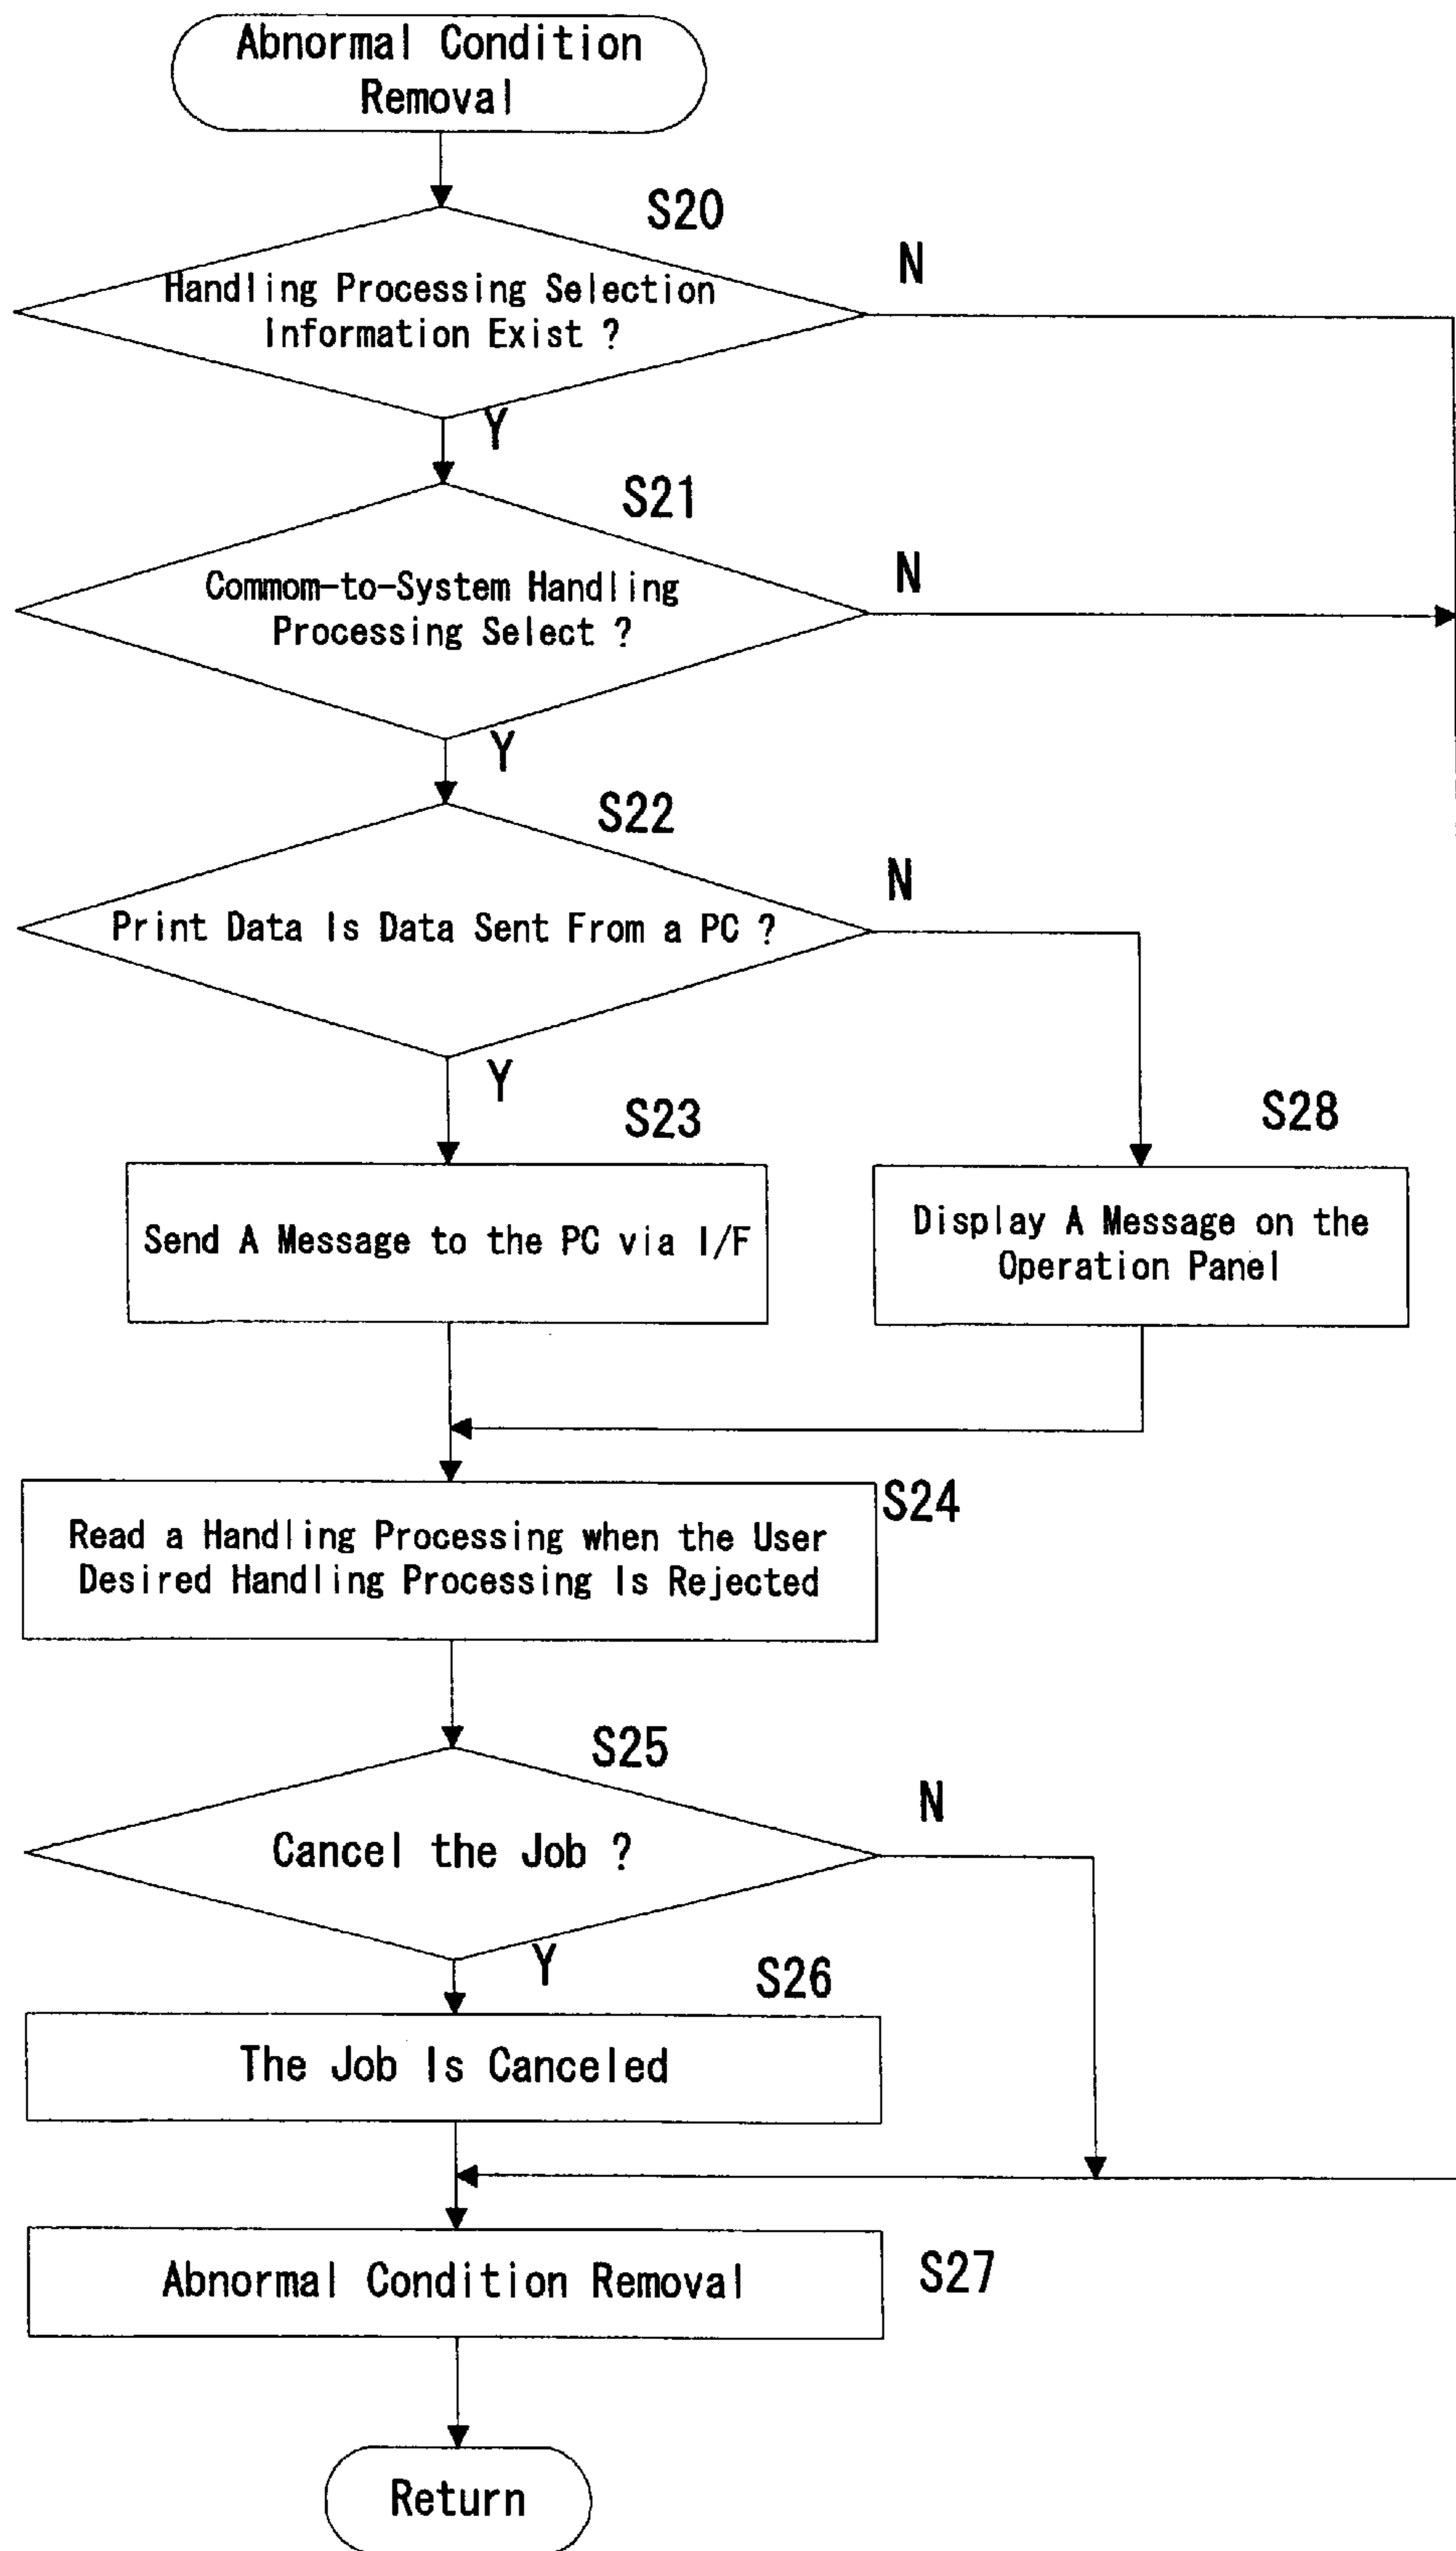 Abnormal Condition
Removal
S20
N
Handling Processing Selection
Information Exist ?
Y
S21
N
Commom-to-System Handling
Processing Select ?
Y
S22
N
Print Data Is Data Sent From a PC ?
Y
S23
S28
Send A Message to the PC via I/F
Display A Message on the
Operation Panel
S24
Read a Handling Processing when the User
Desired Handling Processing Is Rejected
S25
N
Cancel the Job ?
Y
S26
The Job Is Canceled
Abnormal Condition Removal
S27
Return